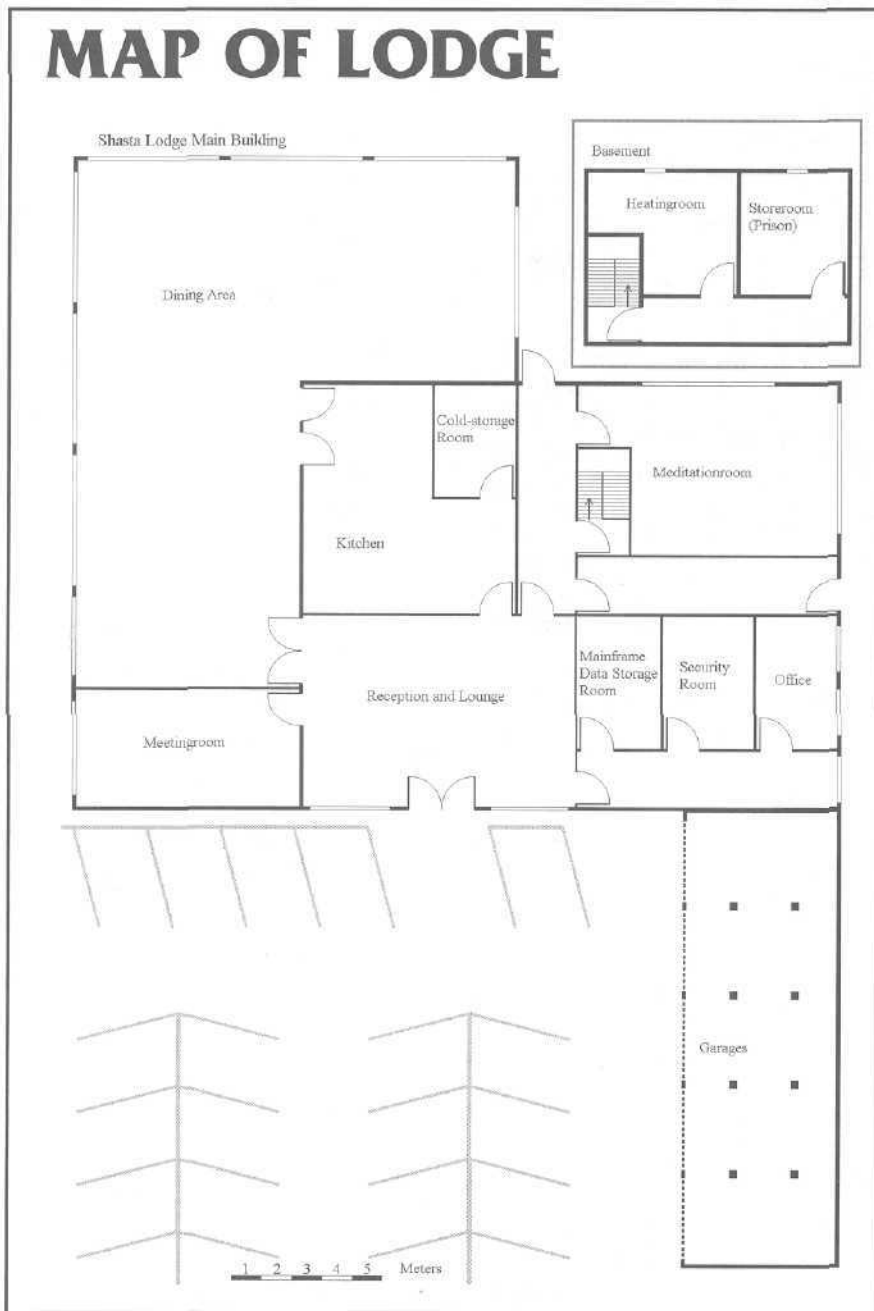 MAP OF LODGE
Shasta Lodge Main Building
Basement
Heatingroom
Storeroom
(Prison)
Dining Area
Cold-storage
Room
Meditationroom
Kitchen
Mainframe
Data Storage
Room
Security
Room
Office
Reception and Lounge
Meetingroom
Garages
1 2 3 4 5 Meters